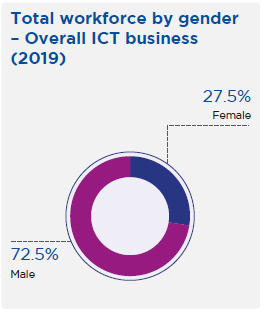 Total workforce by gender
– Overall ICT business
(2019)
27.5%
Female
72.5%
Male